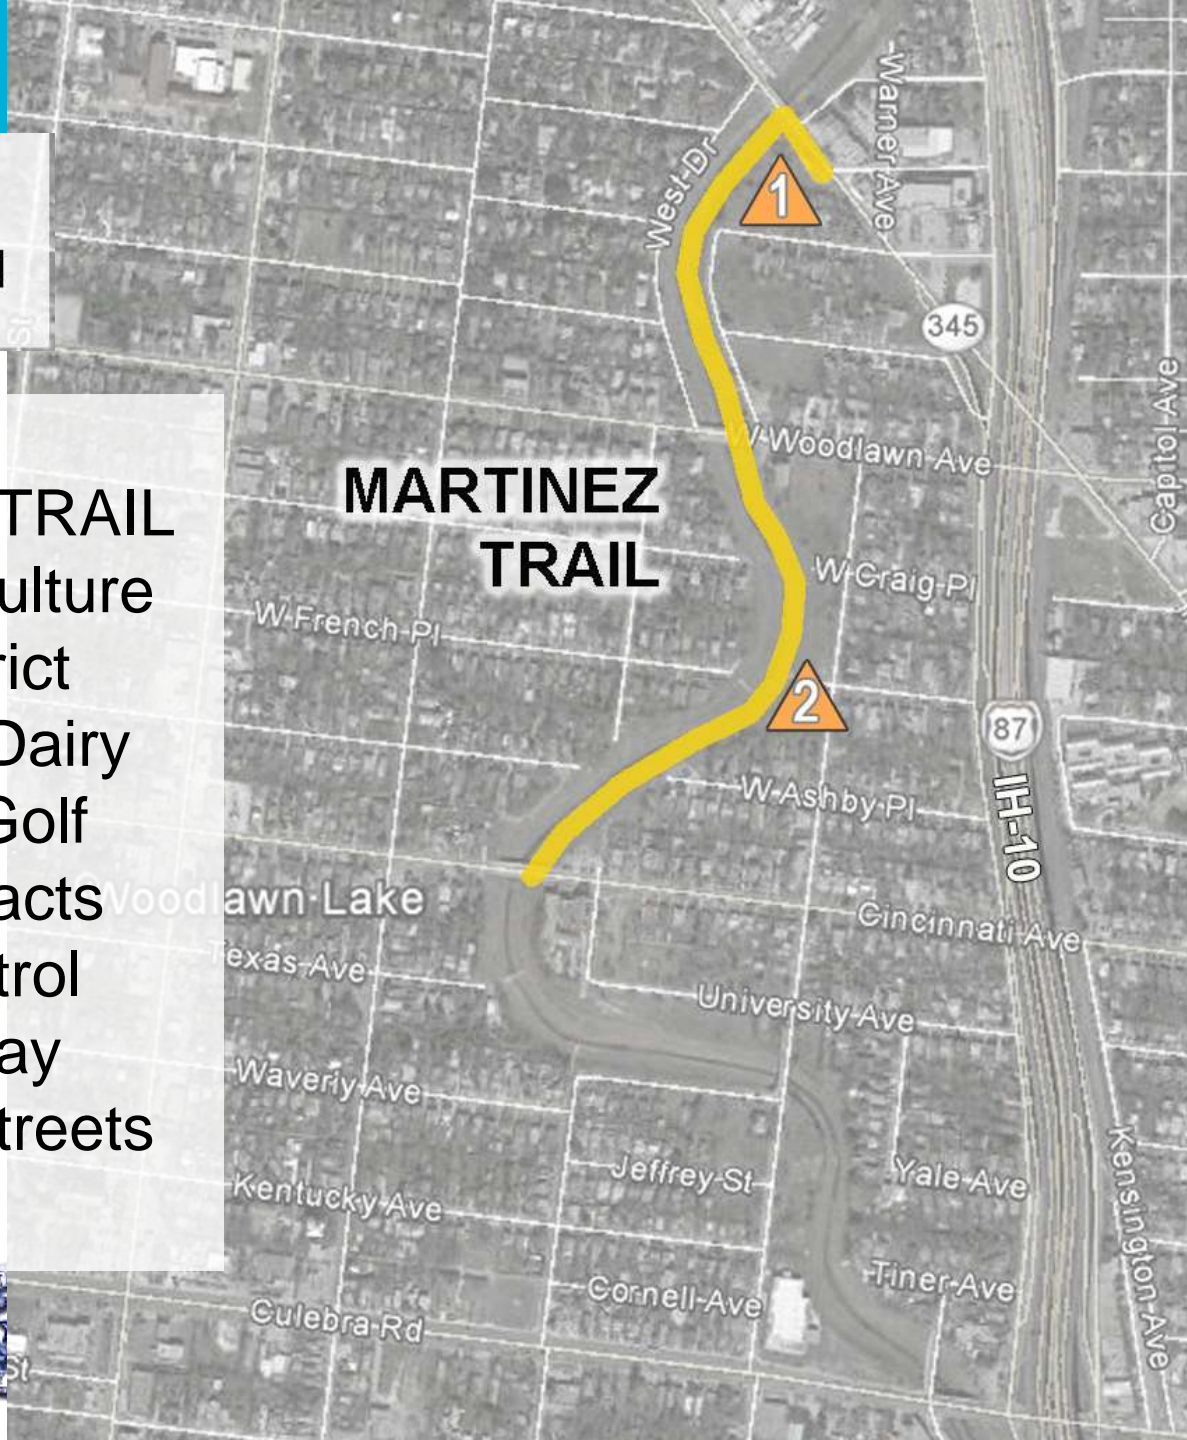 TRAIL
ulture
rict
Dairy
Golf
acts
trol
ay
treets
St
St
MARTINEZ
TRAIL
West Dr
Warner Ave
1
345
W Woodlawn Ave
Capitol Ave
W Craig Pl
W French Pl
2
87
IH-10
W Ashby Pl
Woodlawn Lake
Cincinnati Ave
Texas Ave
University Ave
Waverly Ave
Jeffrey St
Yale Ave
Kentucky Ave
Kensington Ave
Cornell Ave
Tiner Ave
Culebra Rd